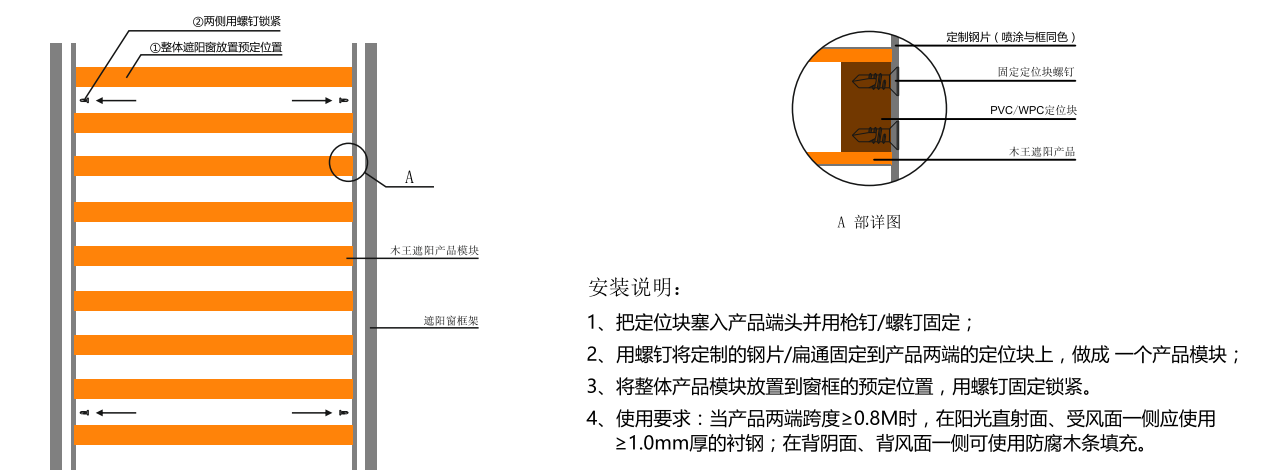 ②两侧用螺钉锁紧
①整体遮阳窗放置预定位置
A
木王遮阳产品模块
遮阳窗框架
定制钢片（喷涂与框同色）
固定定位块螺钉
PVC/WPC定位块
木王遮阳产品
A 部详图
安装说明：
1、把定位块塞入产品端头并用枪钉/螺钉固定；
2、用螺钉将定制的钢片/扁通固定到产品两端的定位块上，做成 一个产品模块；
3、将整体产品模块放置到窗框的预定位置，用螺钉固定锁紧。
4、使用要求：当产品两端跨度≥0.8M时，在阳光直射面、受风面一侧应使用
≥1.0mm厚的衬钢；在背阴面、背风面一侧可使用防腐木条填充。